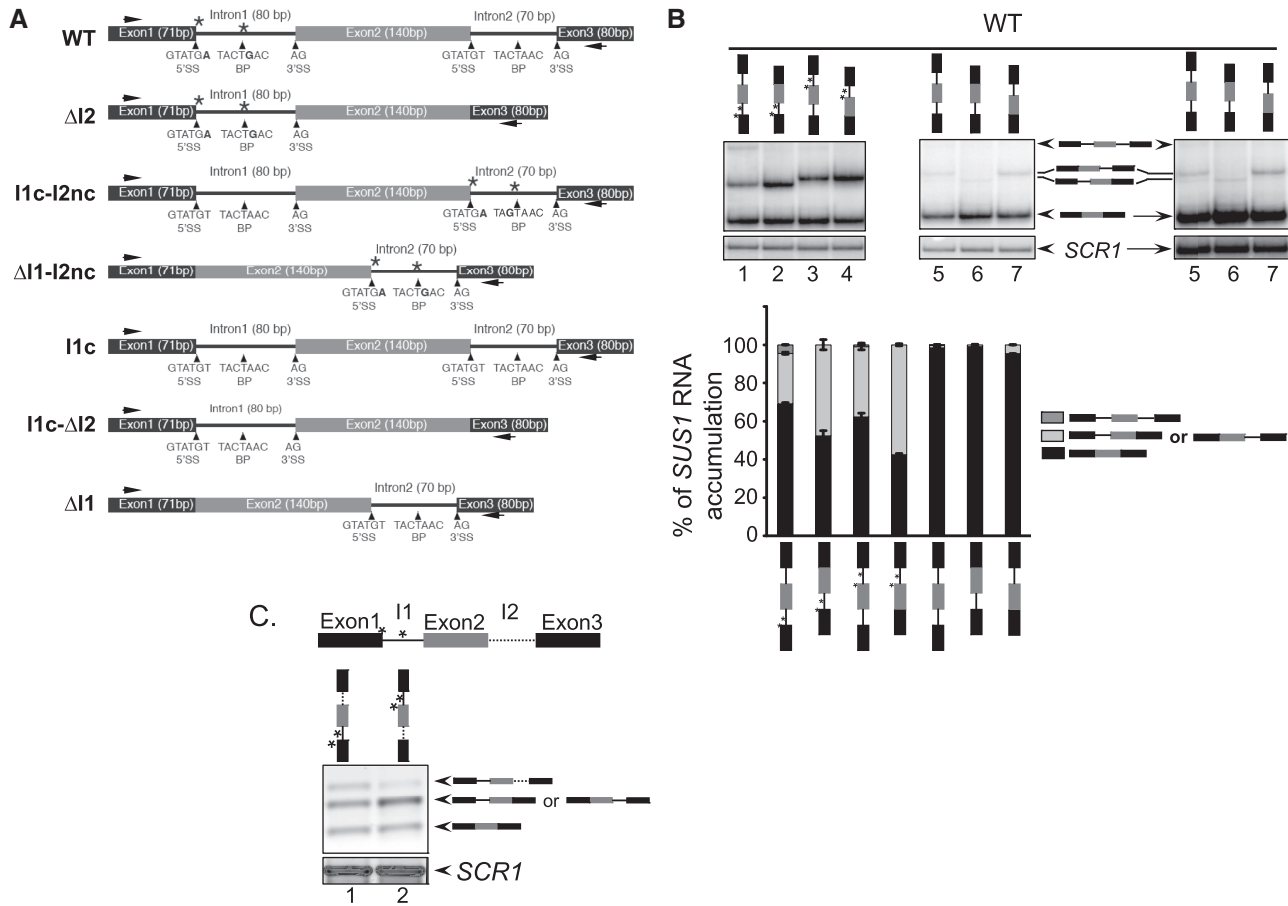 A
WT
Intron1 (80 bp)
Intron2 (70 bp)
Exon1 (71bp)
Exon2 (140bp)
Exon3 (80bp)
GTATGA TACTGAC AG GTATGT TACTAAC AG
5'SS BP 3'SS 5'SS BP 3'SS
ΔI2
Intron1 (80 bp)
Exon1 (71bp)
Exon2 (140bp)
Exon3 (80bp)
GTATGA TACTGAC AG
5'SS BP 3'SS
I1c-I2nc
Intron1 (80 bp)
Intron2 (70 bp)
Exon1 (71bp)
Exon2 (140bp)
Exon3 (80bp)
GTATGT TACTAAC AG GTATGA TAGTAAC AG
5'SS BP 3'SS 5'SS BP 3'SS
ΔI1-I2nc
Intron2 (70 bp)
Exon1 (71bp)
Exon2 (140bp)
Exon3 (80bp)
GTATGA TACTGAC AG
5'SS BP 3'SS
I1c
Intron1 (80 bp)
Intron2 (70 bp)
Exon1 (71bp)
Exon2 (140bp)
Exon3 (80bp)
GTATGT TACTAAC AG GTATGT TACTAAC AG
5'SS BP 3'SS 5'SS BP 3'SS
I1c-ΔI2
Intron1 (80 bp)
Exon1 (71bp)
Exon2 (140bp)
Exon3 (80bp)
GTATGT TACTAAC AG
5'SS BP 3'SS
ΔI1
Intron2 (70 bp)
Exon1 (71bp)
Exon2 (140bp)
Exon3 (80bp)
GTATGT TACTAAC AG
5'SS BP 3'SS
B
WT
SCR1
1 2 3 4 5 6 7 5 6 7
% of SUS1 RNA
accumulation
100
80
60
40
20
0
or
C.
Exon1 I1 Exon2 I2 Exon3
or
SCR1
1 2